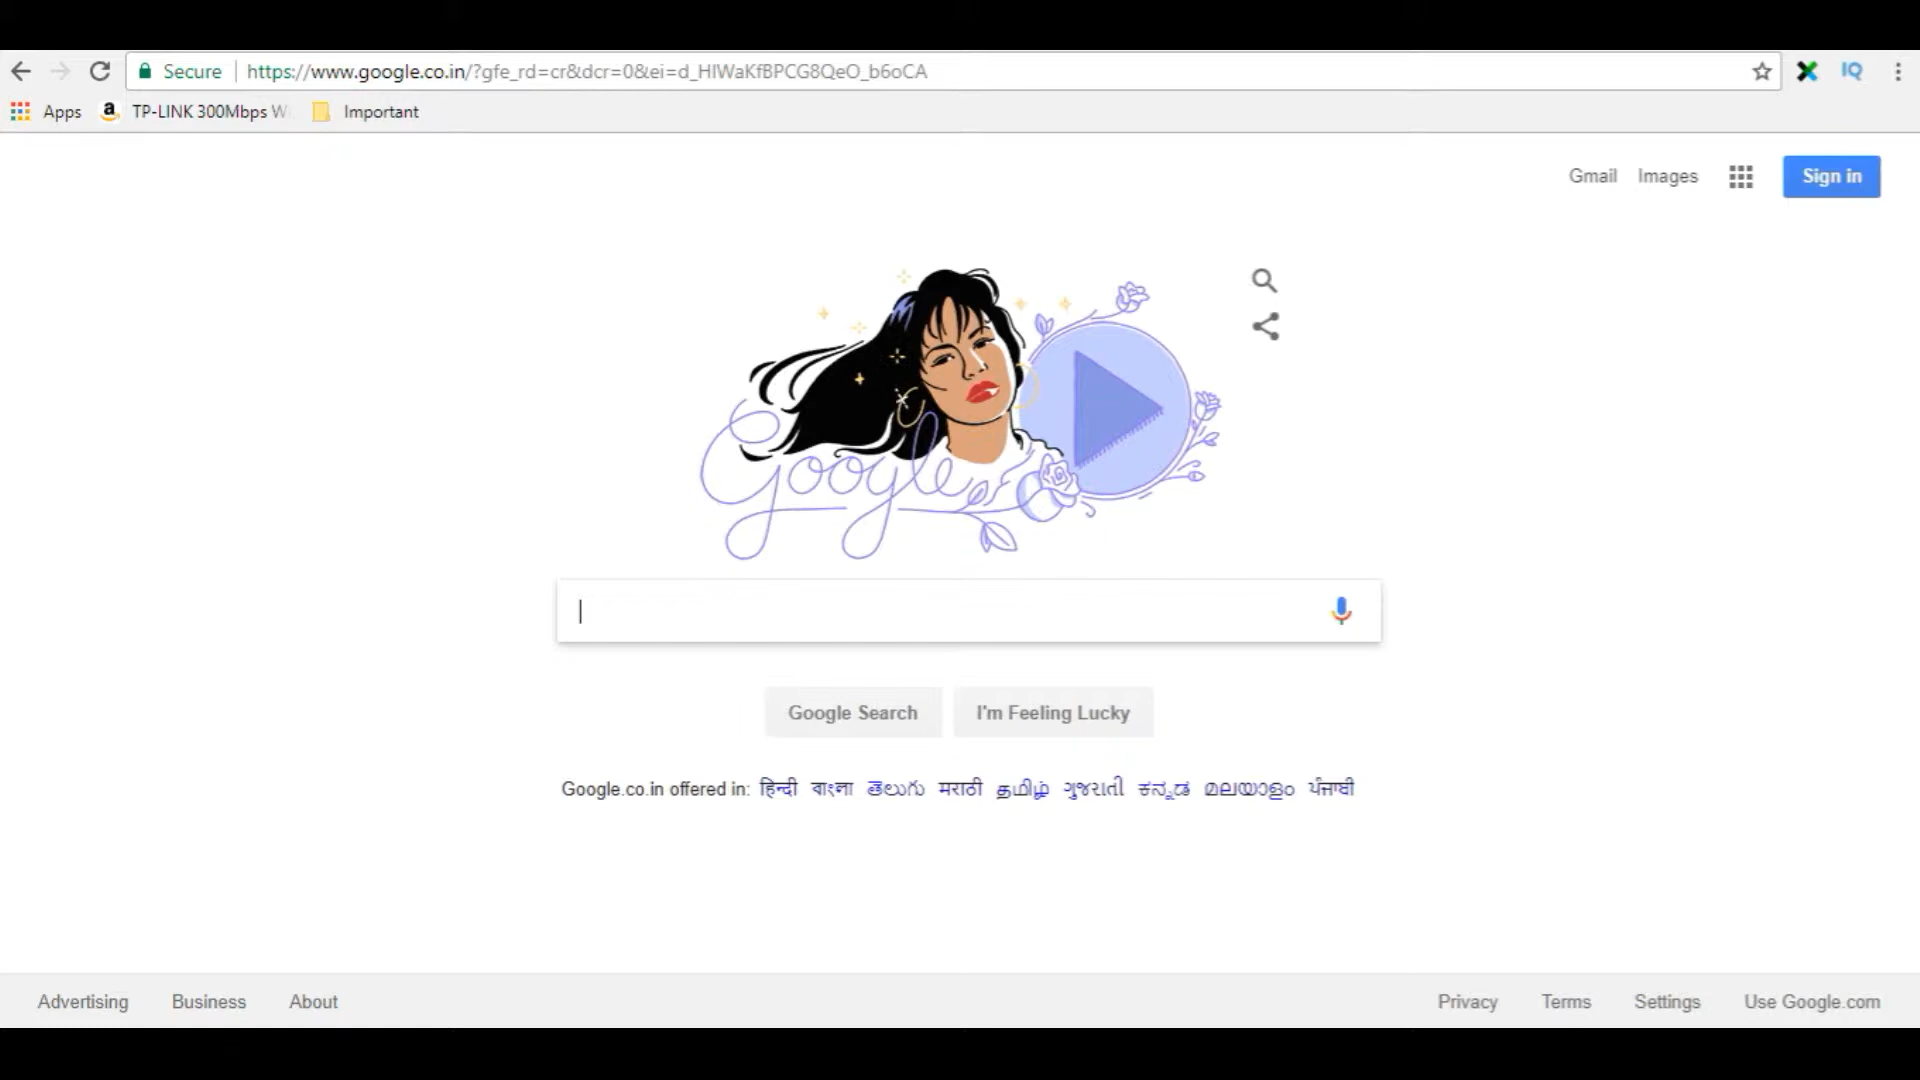 Secure https://www.google.co.in/?gfe_rd=cr&dcr=0&ei=d_HIWaKfBPCG8QeO_b6oCA IQ
Apps a TP-LINK 300Mbps W Important
Gmail Images Sign in
Google
Google Search I'm Feeling Lucky
Google.co.in offered in: हिन्दी বাংলা తెలుగు मराठी தமிழ் ગુજરાતી ಕನ್ನಡ മലയാളം ਪੰਜਾਬੀ
Advertising Business About Privacy Terms Settings Use Google.com